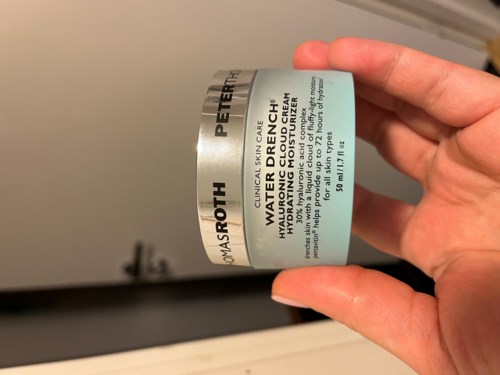 PETER THOMAS ROTH
CLINICAL SKIN CARE
WATER DRENCH®
HYALURONIC CLOUD CREAM
HYDRATING MOISTURIZER
30% hyaluronic acid complex
drenches skin with a liquid cloud of fluffy-light moisture
pentavitin® helps provide up to 72 hours of hydration
for all skin types
50 ml/1.7 fl oz